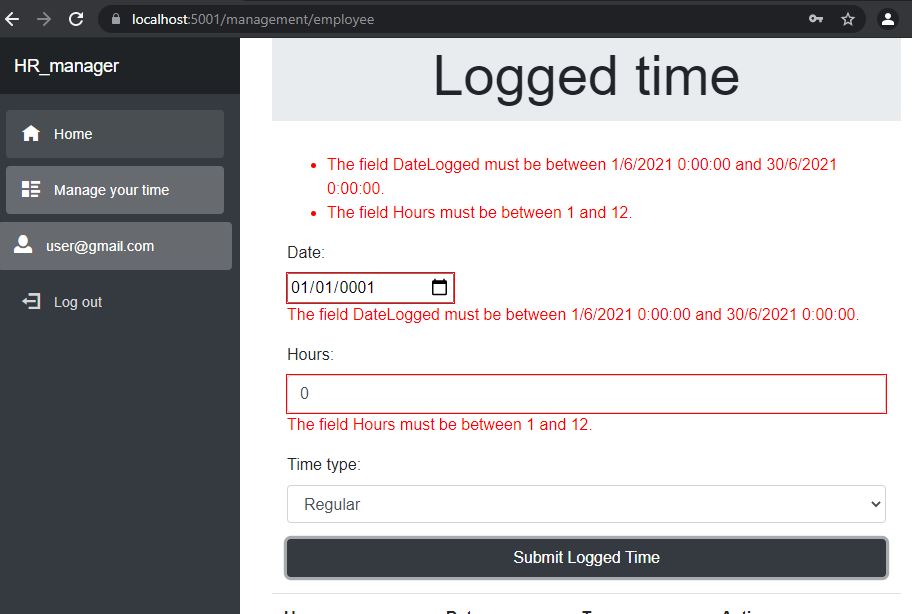 localhost:5001/management/employee
HR_manager
Home
Manage your time
user@gmail.com
Log out
Logged time
The field DateLogged must be between 1/6/2021 0:00:00 and 30/6/2021
0:00:00.
The field Hours must be between 1 and 12.
Date:
01/01/0001
The field DateLogged must be between 1/6/2021 0:00:00 and 30/6/2021 0:00:00.
Hours:
0
The field Hours must be between 1 and 12.
Time type:
Regular
Submit Logged Time